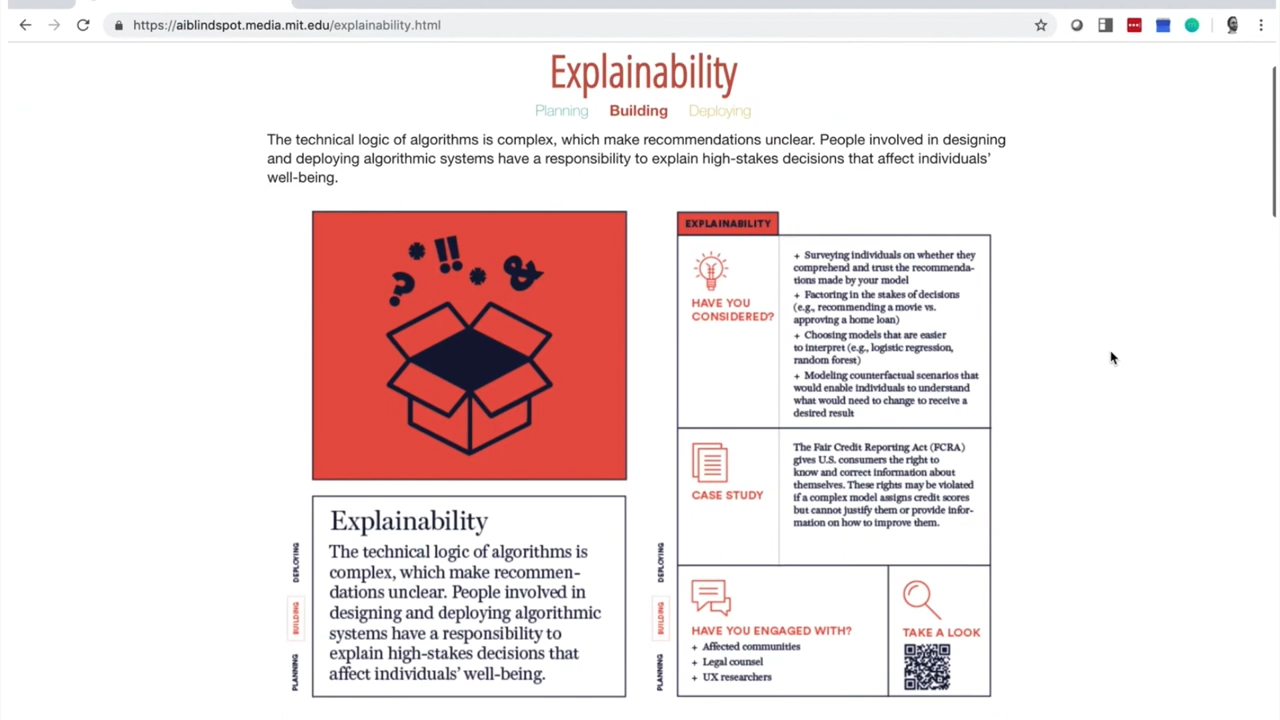 https://aiblindspot.media.mit.edu/explainability.html
Explainability
Planning Building Deploying
The technical logic of algorithms is complex, which make recommendations unclear. People involved in designing
and deploying algorithmic systems have a responsibility to explain high-stakes decisions that affect individuals’
well-being.
? * !! * &
Explainability
The technical logic of algorithms is
complex, which make recommen-
dations unclear. People involved in
designing and deploying algorithmic
systems have a responsibility to
explain high-stakes decisions that
affect individuals’ well-being.
DEPLOYING
BUILDING
PLANNING
EXPLAINABILITY
HAVE YOU
CONSIDERED?
+ Surveying individuals on whether they
comprehend and trust the recommenda-
tions made by your model
+ Factoring in the stakes of decisions
(e.g., recommending a movie vs.
approving a home loan)
+ Choosing models that are easier
to interpret (e.g., logistic regression,
random forest)
+ Modeling counterfactual scenarios that
would enable individuals to understand
what would need to change to receive a
desired result
CASE STUDY
The Fair Credit Reporting Act (FCRA)
gives U.S. consumers the right to
know and correct information about
themselves. These rights may be violated
if a complex model assigns credit scores
but cannot justify them or provide infor-
mation on how to improve them.
HAVE YOU ENGAGED WITH?
+ Affected communities
+ Legal counsel
+ UX researchers
TAKE A LOOK
DEPLOYING
BUILDING
PLANNING